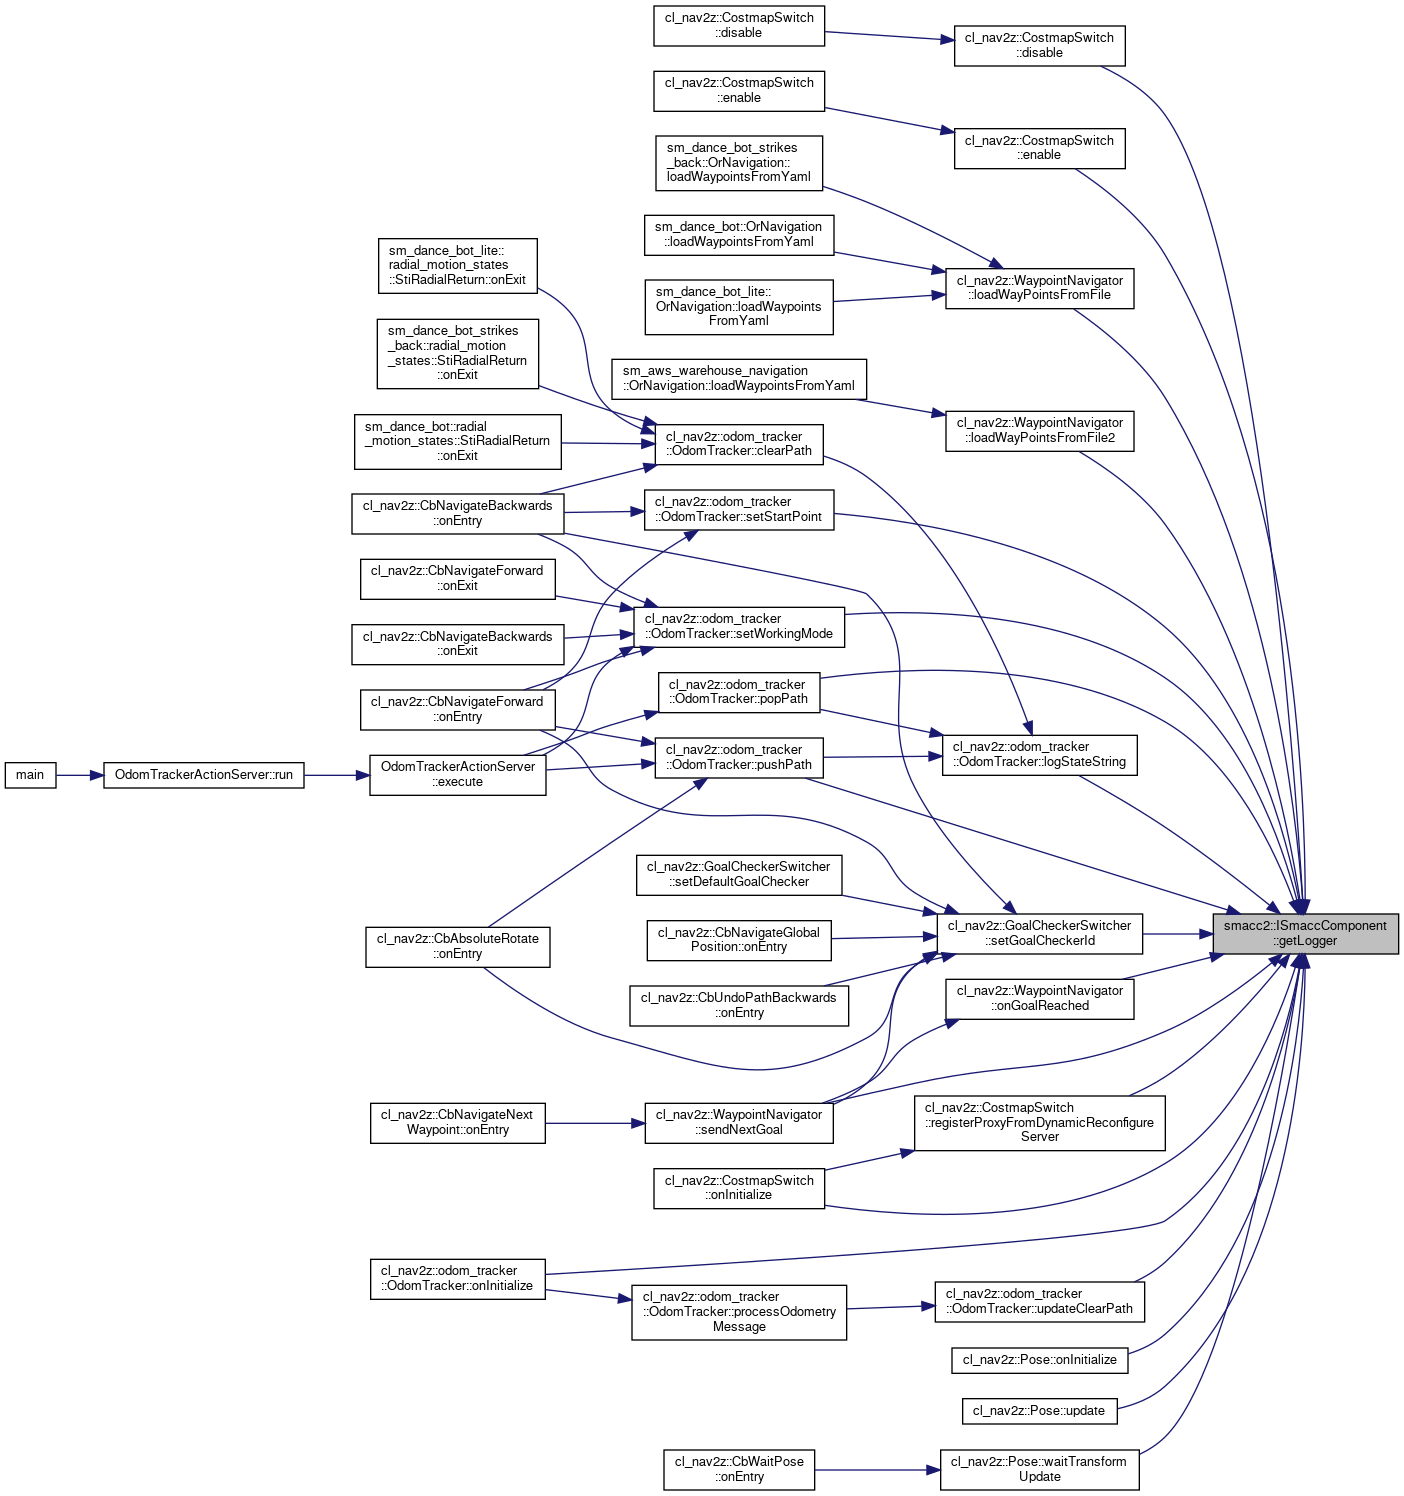 cl_nav2z::CostmapSwitch
::disable
cl_nav2z::CostmapSwitch
::disable
cl_nav2z::CostmapSwitch
::enable
cl_nav2z::CostmapSwitch
::enable
sm_dance_bot_strikes
_back::OrNavigation::
loadWaypointsFromYaml
sm_dance_bot::OrNavigation
::loadWaypointsFromYaml
sm_dance_bot_lite::
radial_motion_states
::StiRadialReturn::onExit
cl_nav2z::WaypointNavigator
::loadWayPointsFromFile
sm_dance_bot_lite::
OrNavigation::loadWaypoints
FromYaml
sm_dance_bot_strikes
_back::radial_motion
_states::StiRadialReturn
::onExit
sm_aws_warehouse_navigation
::OrNavigation::loadWaypointsFromYaml
cl_nav2z::WaypointNavigator
::loadWayPointsFromFile2
sm_dance_bot::radial
_motion_states::StiRadialReturn
::onExit
cl_nav2z::odom_tracker
::OdomTracker::clearPath
cl_nav2z::CbNavigateBackwards
::onEntry
cl_nav2z::odom_tracker
::OdomTracker::setStartPoint
cl_nav2z::CbNavigateForward
::onExit
cl_nav2z::odom_tracker
::OdomTracker::setWorkingMode
cl_nav2z::CbNavigateBackwards
::onExit
cl_nav2z::odom_tracker
::OdomTracker::popPath
cl_nav2z::CbNavigateForward
::onEntry
cl_nav2z::odom_tracker
::OdomTracker::logStateString
cl_nav2z::odom_tracker
::OdomTracker::pushPath
main
OdomTrackerActionServer::run
OdomTrackerActionServer
::execute
cl_nav2z::GoalCheckerSwitcher
::setDefaultGoalChecker
cl_nav2z::GoalCheckerSwitcher
::setGoalCheckerId
smacc2::ISmaccComponent
::getLogger
cl_nav2z::CbNavigateGlobal
Position::onEntry
cl_nav2z::CbAbsoluteRotate
::onEntry
cl_nav2z::CbUndoPathBackwards
::onEntry
cl_nav2z::WaypointNavigator
::onGoalReached
cl_nav2z::CbNavigateNext
Waypoint::onEntry
cl_nav2z::WaypointNavigator
::sendNextGoal
cl_nav2z::CostmapSwitch
::registerProxyFromDynamicReconfigure
Server
cl_nav2z::CostmapSwitch
::onInitialize
cl_nav2z::odom_tracker
::OdomTracker::onInitialize
cl_nav2z::odom_tracker
::OdomTracker::processOdometry
Message
cl_nav2z::odom_tracker
::OdomTracker::updateClearPath
cl_nav2z::Pose::onInitialize
cl_nav2z::Pose::update
cl_nav2z::CbWaitPose
::onEntry
cl_nav2z::Pose::waitTransform
Update